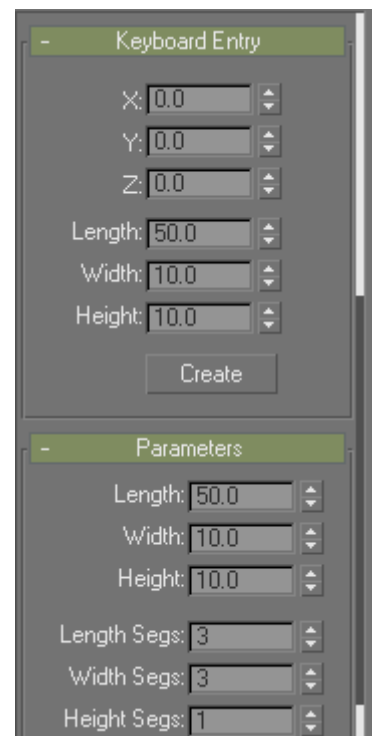 - Keyboard Entry
X: 0.0
Y: 0.0
Z: 0.0
Length: 50.0
Width: 10.0
Height: 10.0
Create
- Parameters
Length: 50.0
Width: 10.0
Height: 10.0
Length Segs: 3
Width Segs: 3
Height Segs: 1